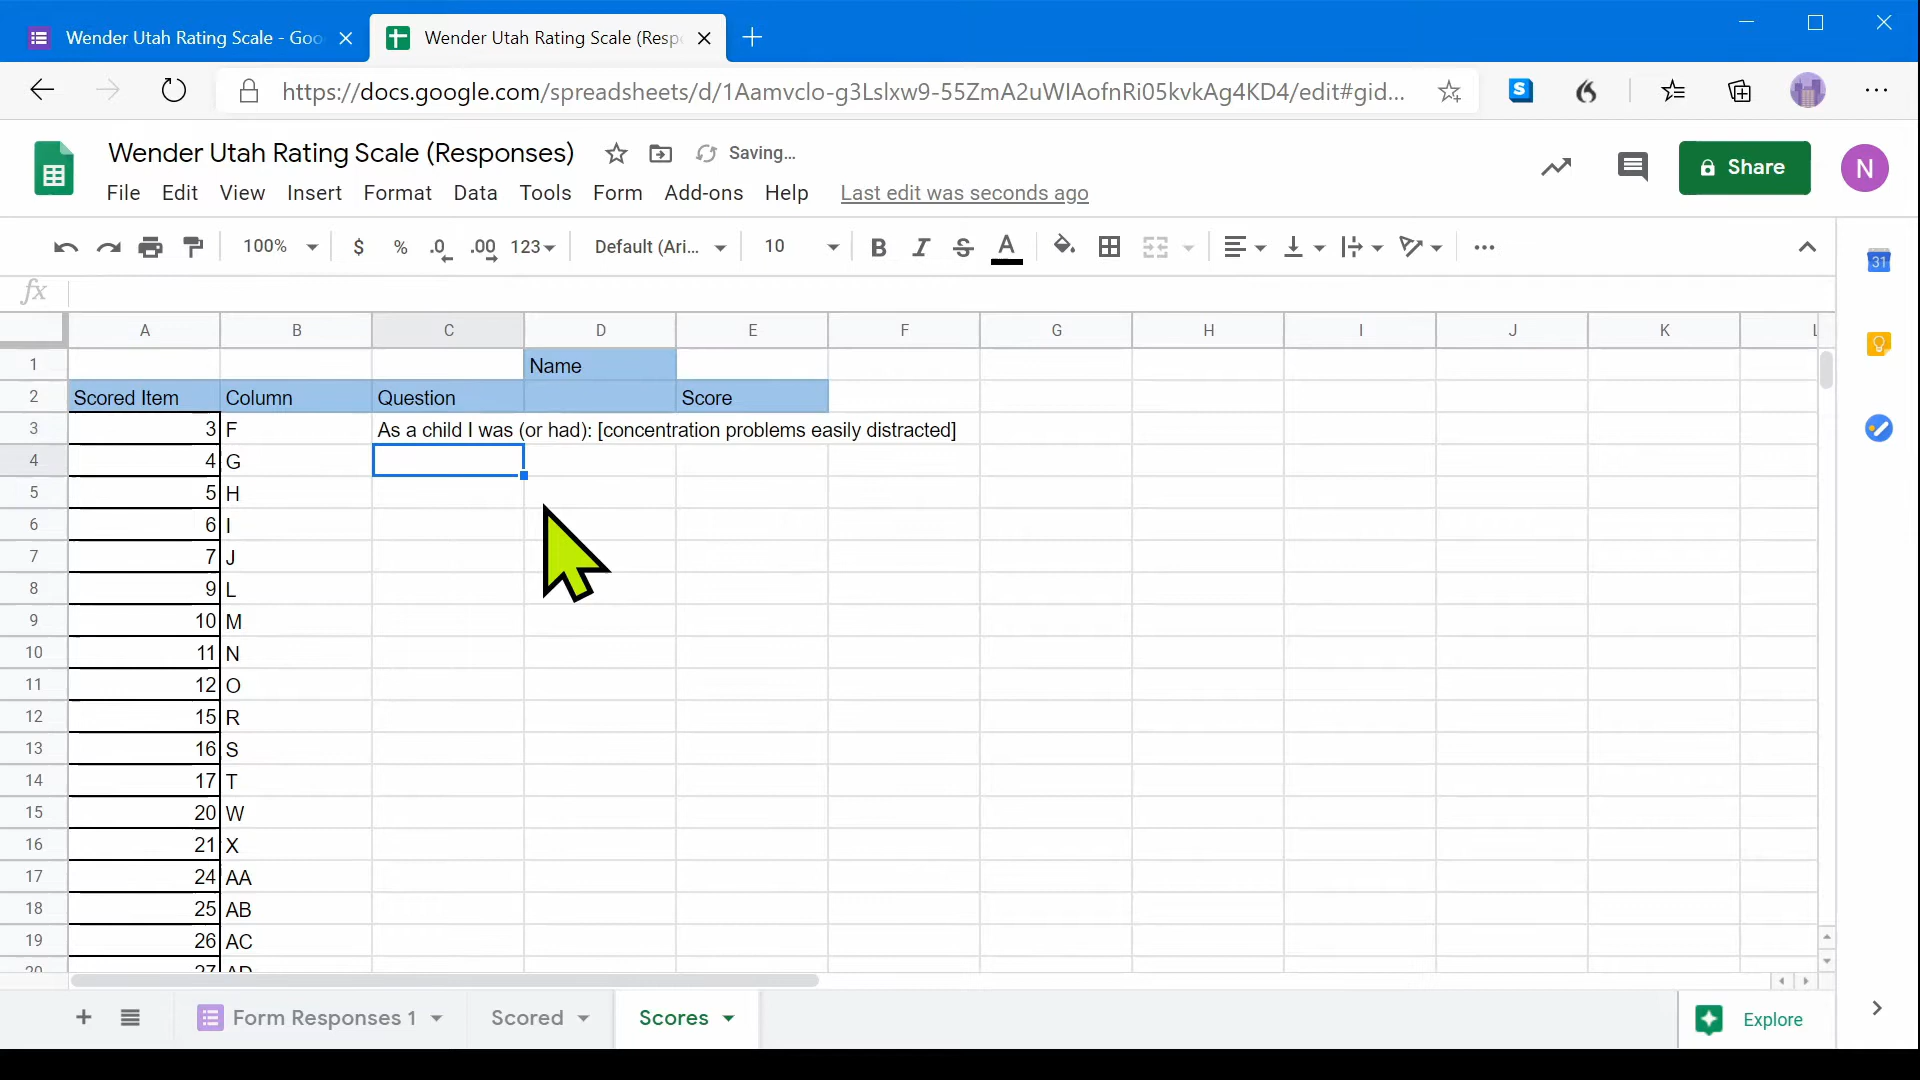 Wender Utah Rating Scale - Goo
Wender Utah Rating Scale (Resp
https://docs.google.com/spreadsheets/d/1Aamvclo-g3Lslxw9-55ZmA2uWIAofnRi05kvkAg4KD4/edit#gid...
Wender Utah Rating Scale (Responses)
Saving...
Share
N
File Edit View Insert Format Data Tools Form Add-ons Help Last edit was seconds ago
100% $ % .0 .00 123 Default (Ari... 10 B I S A
31
fx
A B C D E F G H I J K
1 Name
2 Scored Item Column Question Score
3 3 F As a child I was (or had): [concentration problems easily distracted]
4 4 G
5 5 H
6 6 I
7 7 J
8 9 L
9 10 M
10 11 N
11 12 O
12 15 R
13 16 S
14 17 T
15 20 W
16 21 X
17 24 AA
18 25 AB
19 26 AC
20 27 AD
Form Responses 1 Scored Scores Explore